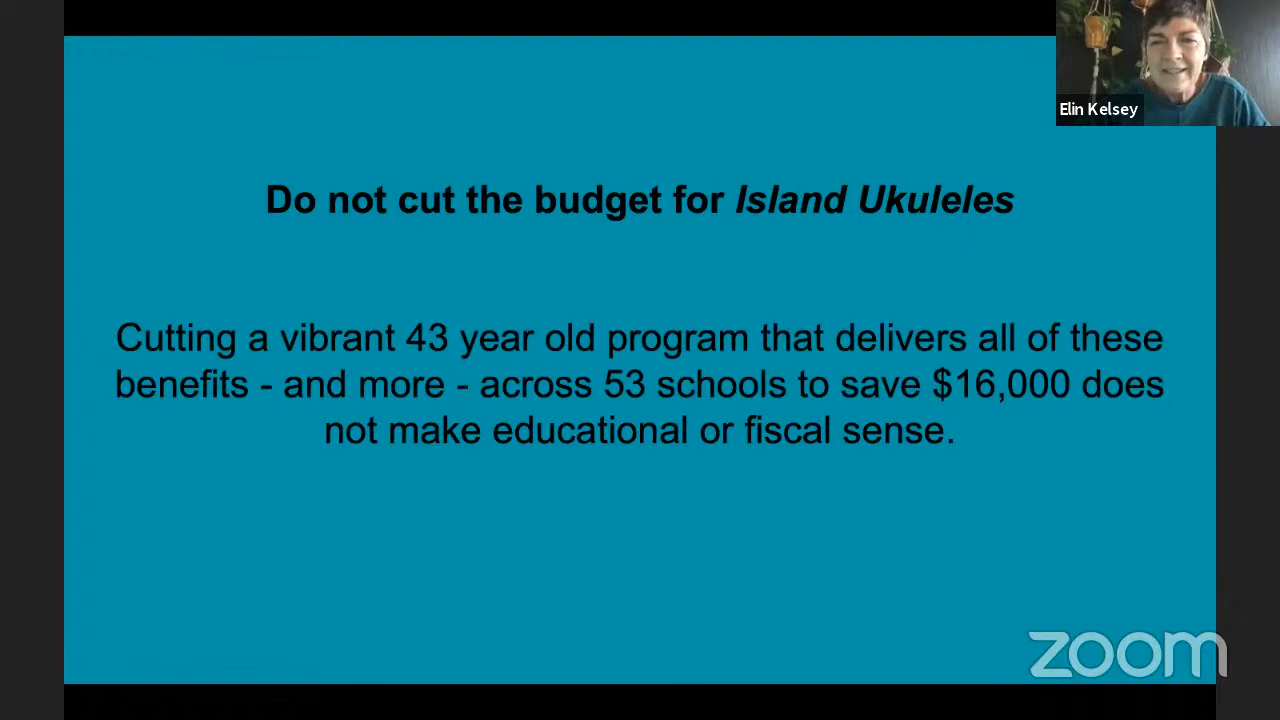 Elin Kelsey
Do not cut the budget for Island Ukuleles
Cutting a vibrant 43 year old program that delivers all of these
benefits - and more - across 53 schools to save $16,000 does
not make educational or fiscal sense.
zoom